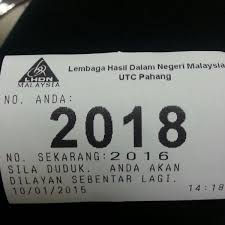 Lembaga Hasil Dalam Negeri Malaysia
UTC Pahang
LHDN
MALAYSIA
NO. ANDA:
2018
NO. SEKARANG:2016
SILA DUDUK. ANDA AKAN
DILAYAN SEBENTAR LAGI.
10/01/2015 14:18